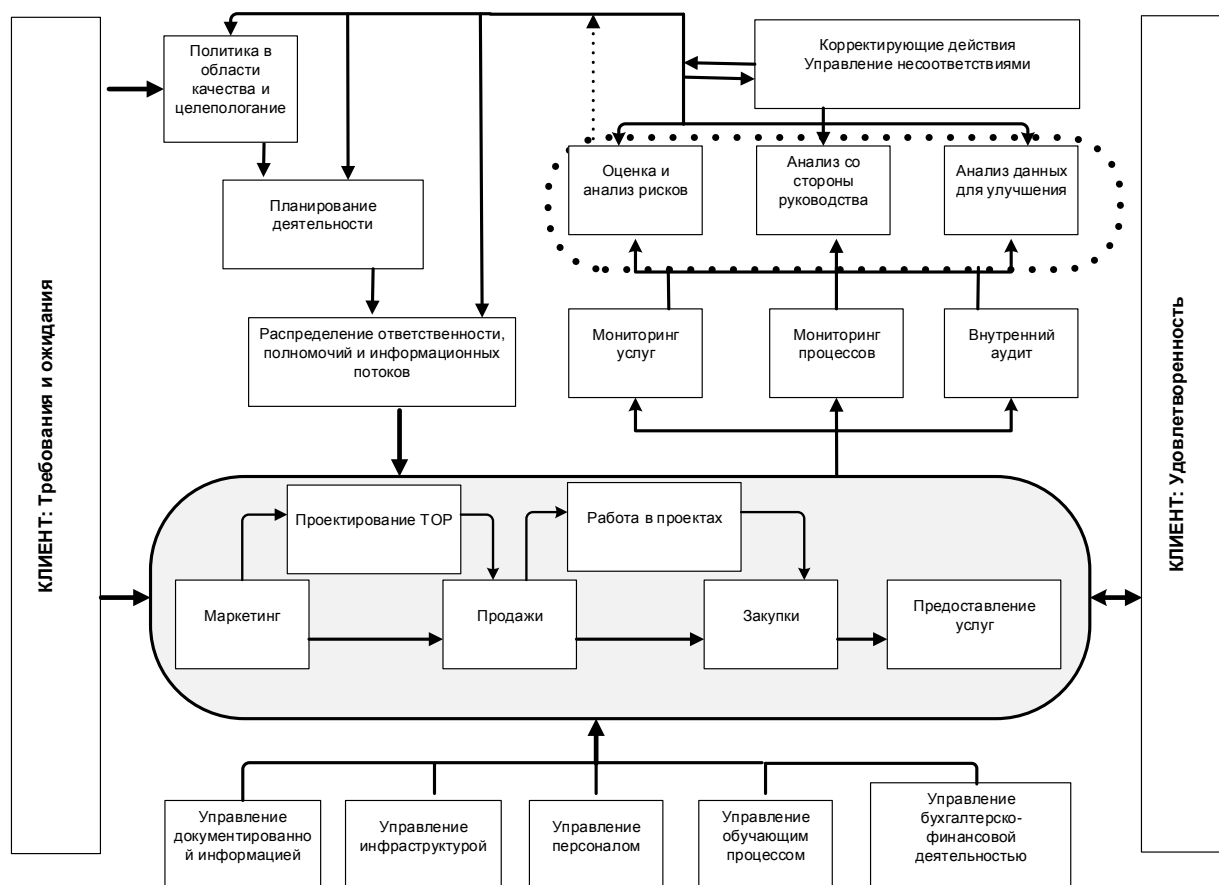 КЛИЕНТ: Требования и ожидания
Политика в
области
качества и
целепологание
Корректирующие действия
Управление несоответствиями
Оценка и
анализ рисков
Анализ со
стороны
руководства
Анализ данных
для улучшения
Планирование
деятельности
Распределение ответственности,
полномочий и информационных
потоков
Мониторинг
услуг
Мониторинг
процессов
Внутренний
аудит
КЛИЕНТ: Удовлетворенность
Проектирование ТОР
Работа в проектах
Маркетинг
Продажи
Закупки
Предоставление
услуг
Управление
документированно
й информацией
Управление
инфраструктурой
Управление
персоналом
Управление
обучающим
процессом
Управление
бухгалтерско-
финансовой
деятельностью